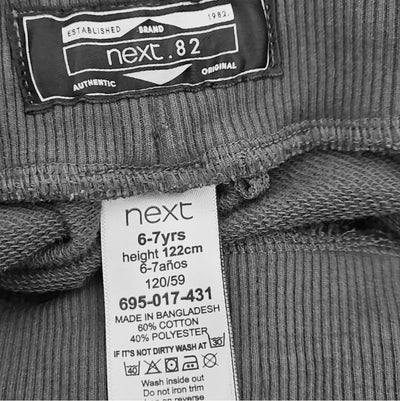 ESTABLISHED BRAND 1982.
next.82
AUTHENTIC ORIGINAL
next
6-7yrs
height 122cm
6-7años
120/59
695-017-431
MADE IN BANGLADESH
60% COTTON
40% POLYESTER
IF IT'S NOT DIRTY WASH AT 30
40
Wash inside out
Do not wax or